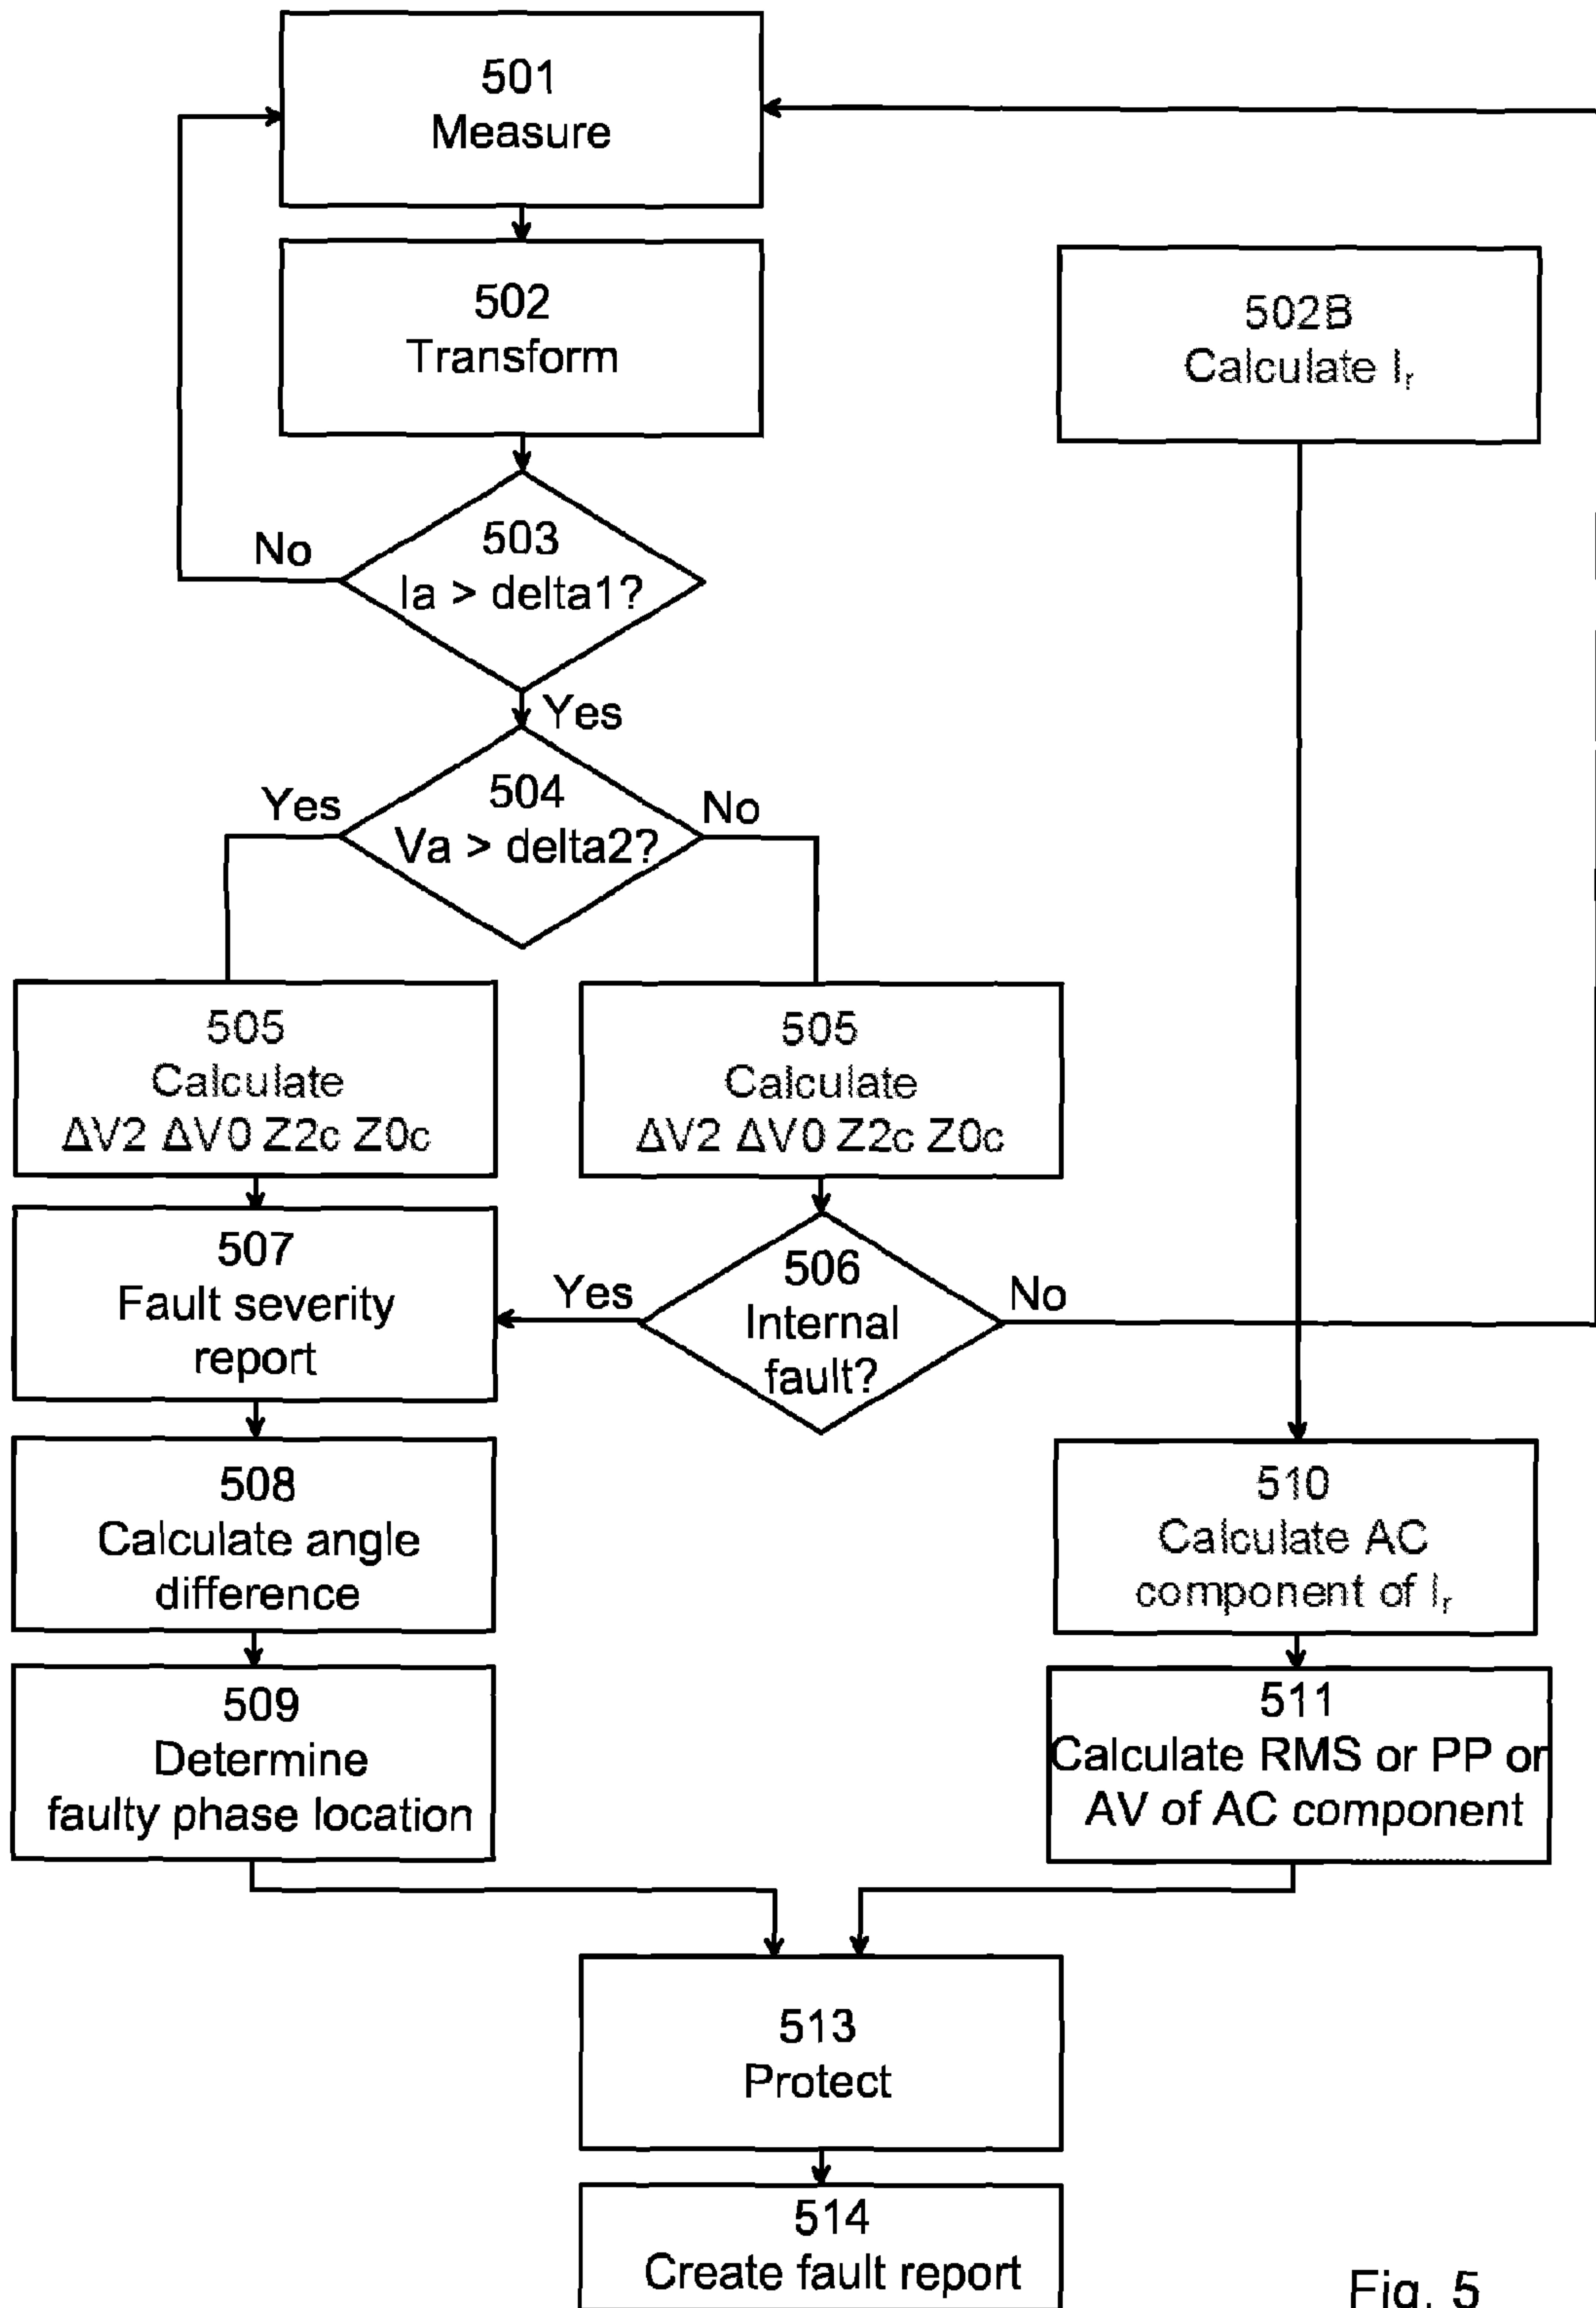 501
Measure
502
Transform
502B
Calculate Iᵣ
503
Ia > delta1?
No
Yes
504
Va > delta2?
Yes
No
505
Calculate
ΔV2 ΔV0 Z2c Z0c
505
Calculate
ΔV2 ΔV0 Z2c Z0c
507
Fault severity
report
506
Internal
fault?
Yes
No
508
Calculate angle
difference
510
Calculate AC
component of Iᵣ
509
Determine
faulty phase location
511
Calculate RMS or PP or
AV of AC component
513
Protect
514
Create fault report
Fig. 5